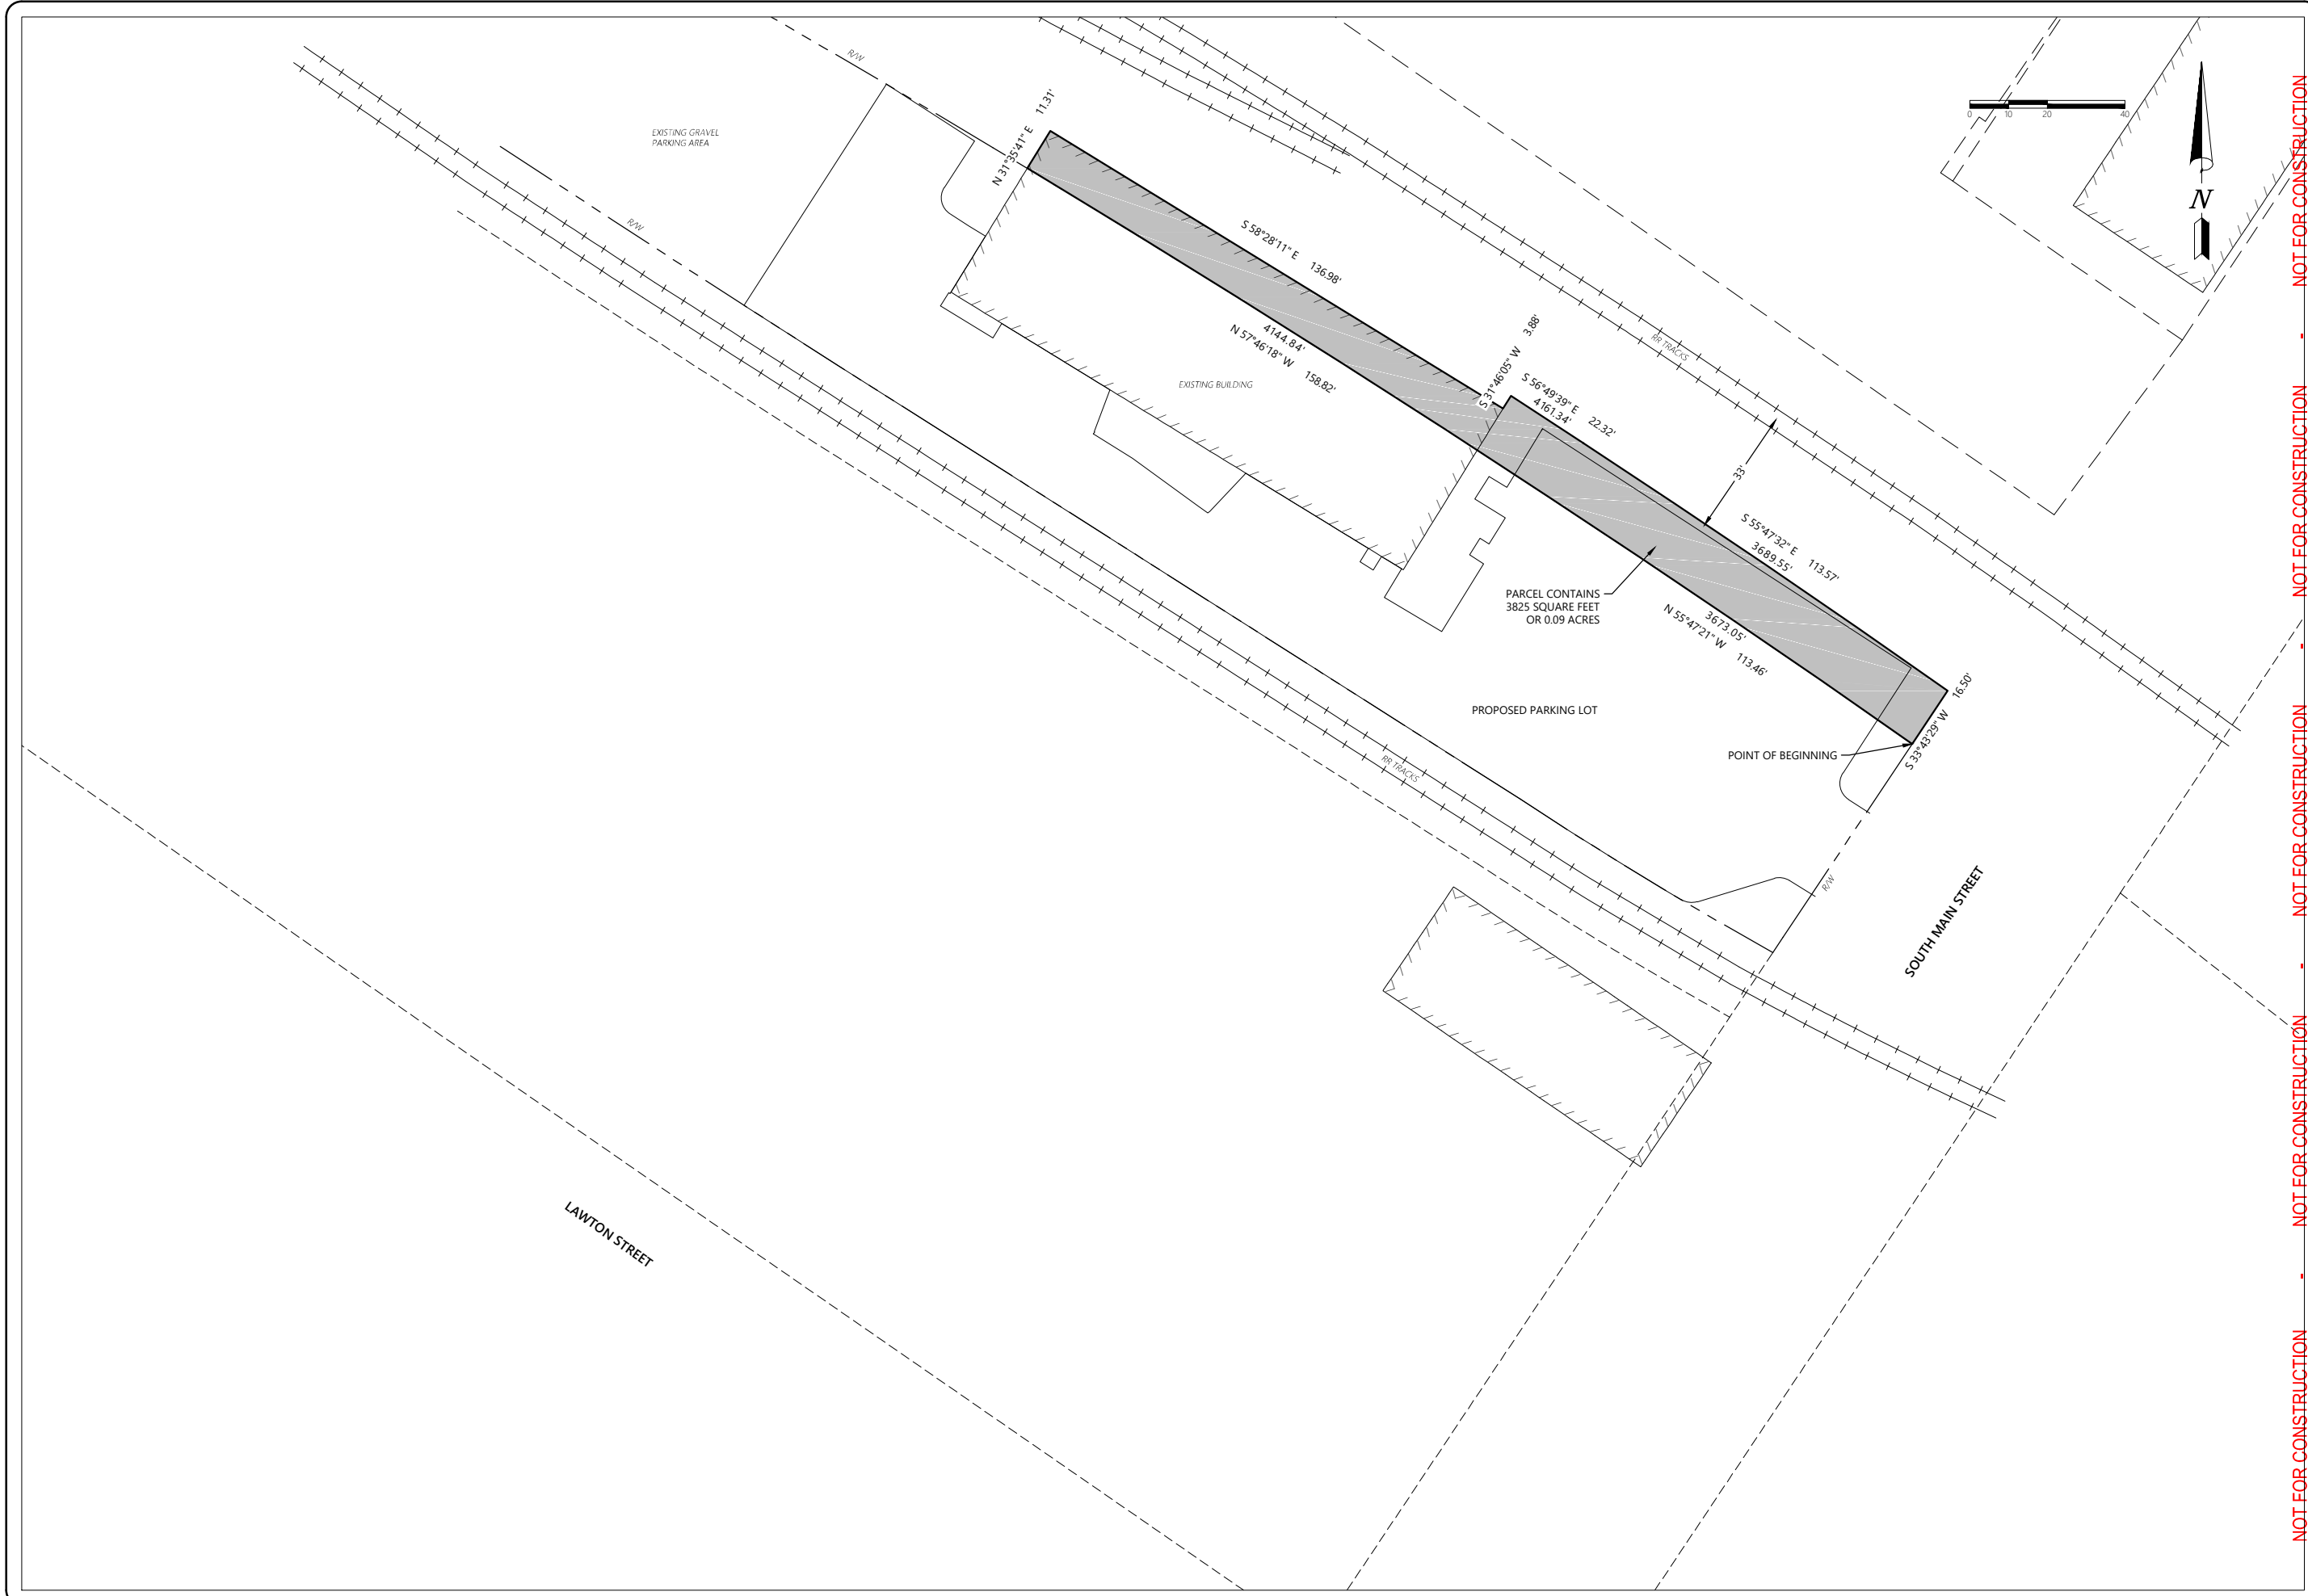 R/W
EXISTING GRAVEL
PARKING AREA
N 31°35'41" E 11.31'
0 10 20 40
N
R/W
S 58°28'11" E 136.98'
4144.84'
N 57°46'18" W 158.82'
EXISTING BUILDING
S 31°46'05" W 3.88'
RR TRACKS
S 56°49'39" E 22.32'
4161.34'
33'
S 55°47'32" E 113.57'
3689.55'
PARCEL CONTAINS
3825 SQUARE FEET
OR 0.09 ACRES
3673.05'
N 55°47'21" W 113.46'
PROPOSED PARKING LOT
S 33°43'29" W 16.50'
POINT OF BEGINNING
RR TRACKS
R/W
SOUTH MAIN STREET
LAWTON STREET
NOT FOR CONSTRUCTION - NOT FOR CONSTRUCTION - NOT FOR CONSTRUCTION - NOT FOR CONSTRUCTION - NOT FOR CONSTRUCTION